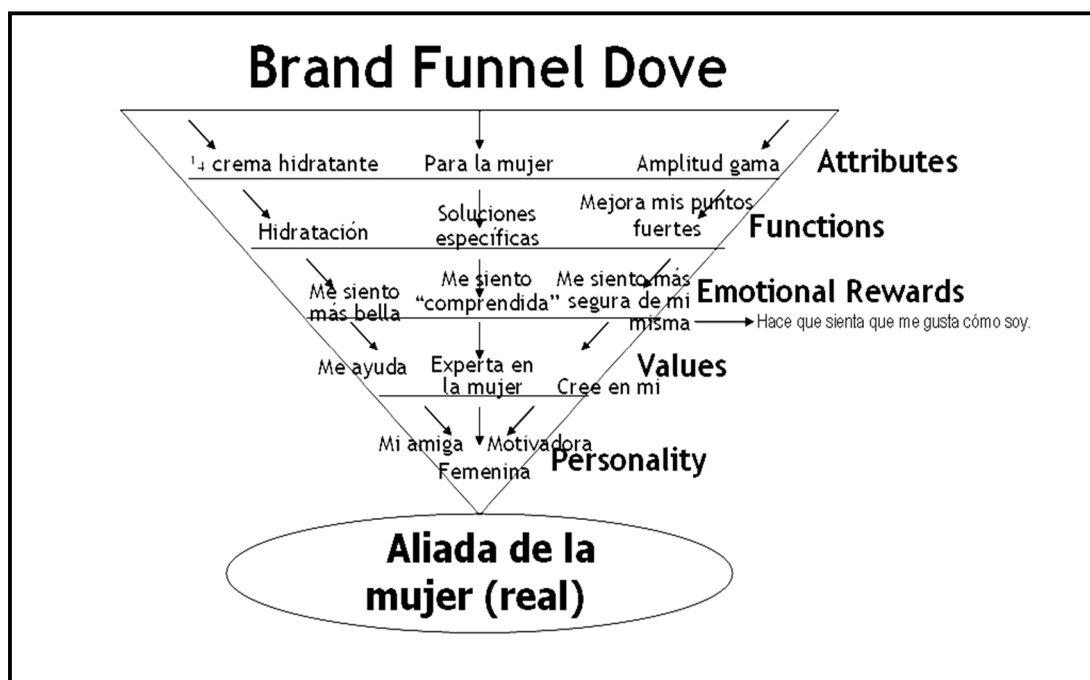 Brand Funnel Dove
¼ crema hidratante Para la mujer Amplitud gama Attributes
Hidratación
Soluciones
específicas
Mejora mis puntos
fuertes
Functions
Me siento
más bella
Me siento
“comprendida”
Me siento más
segura de mi
misma
Emotional Rewards
Hace que sienta que me gusta cómo soy.
Me ayuda
Experta en
la mujer
Cree en mi
Values
Mi amiga
Femenina
Motivadora
Personality
Aliada de la
mujer (real)